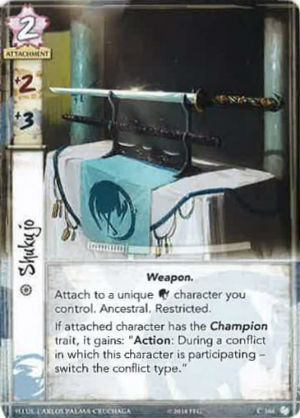 2
ATTACHMENT
+2
+3
Shukujō
Weapon.
Attach to a unique character you
control. Ancestral. Restricted.
If attached character has the Champion
trait, it gains: "Action: During a conflict
in which this character is participating –
switch the conflict type."
ILLUS. CARLOS PALMA CRUCHAGA
© 2018 FFG